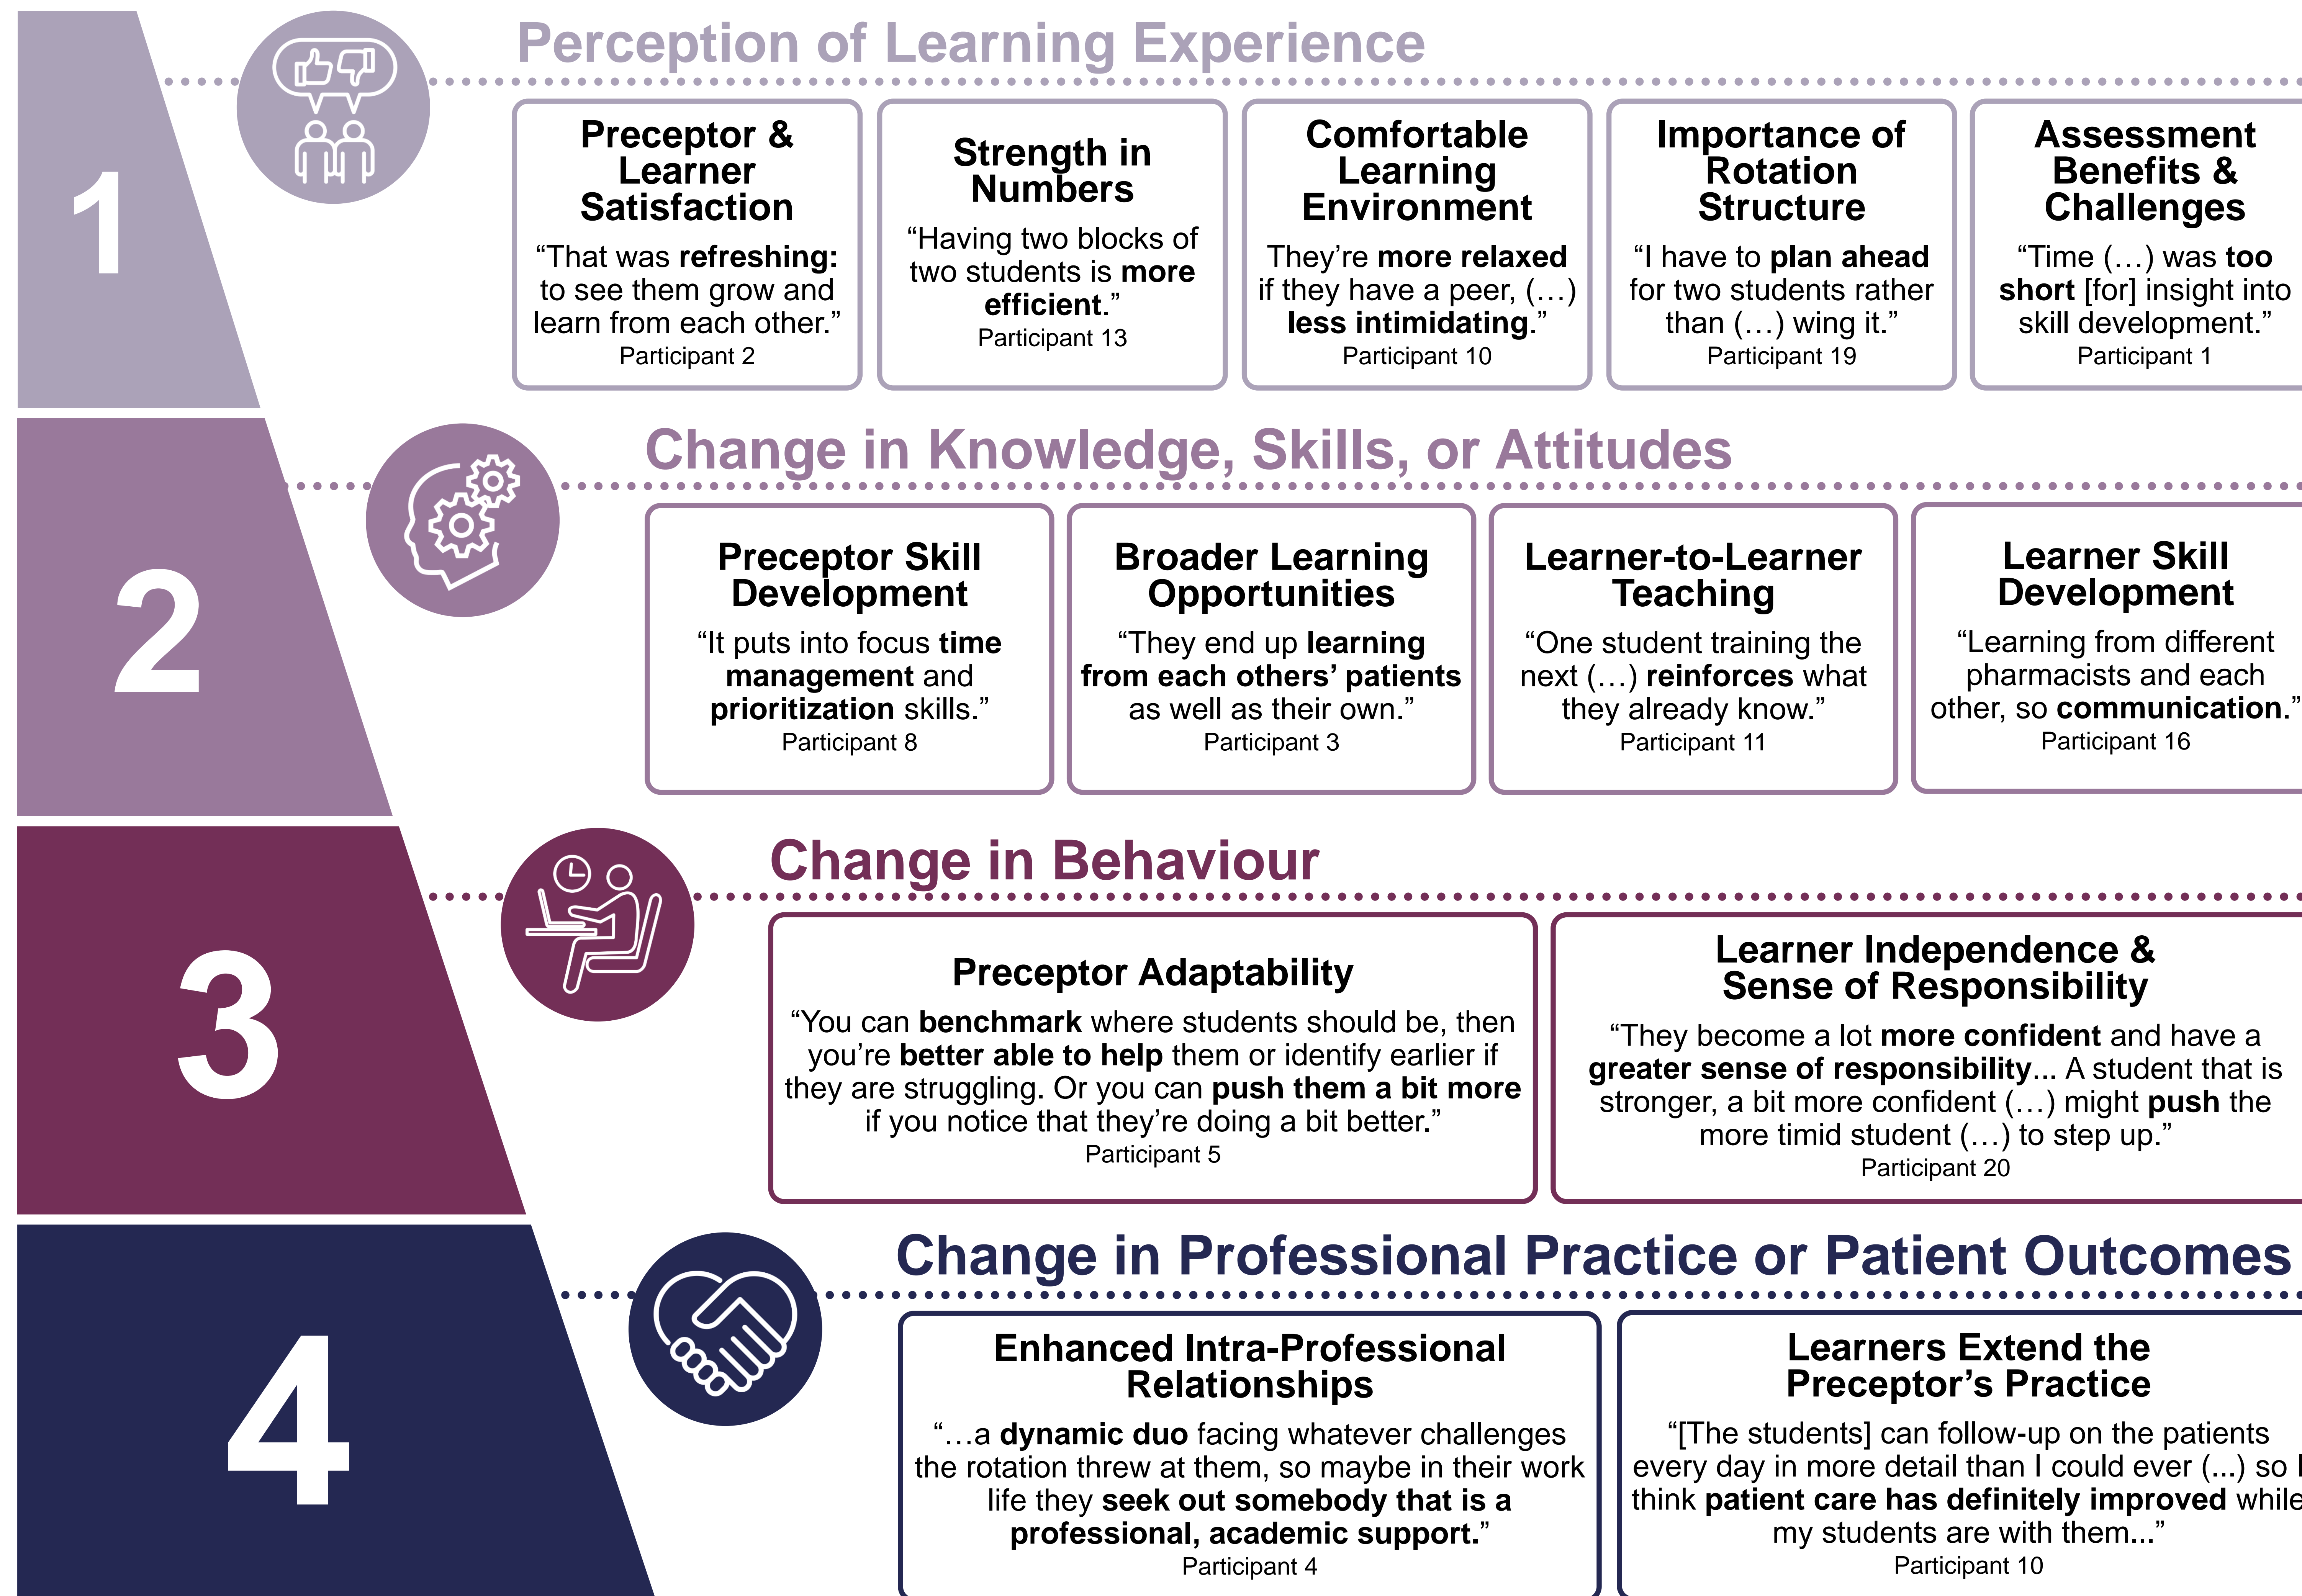 1
Perception of Learning Experience
Preceptor &
Learner
Satisfaction
“That was refreshing:
to see them grow and
learn from each other.”
Participant 2
Strength in
Numbers
“Having two blocks of
two students is more
efficient.”
Participant 13
Comfortable
Learning
Environment
They’re more relaxed
if they have a peer, (…)
less intimidating.”
Participant 10
Importance of
Rotation
Structure
“I have to plan ahead
for two students rather
than (…) wing it.”
Participant 19
Assessment
Benefits &
Challenges
“Time (…) was too
short [for] insight into
skill development.”
Participant 1
2
Change in Knowledge, Skills, or Attitudes
Preceptor Skill
Development
“It puts into focus time
management and
prioritization skills.”
Participant 8
Broader Learning
Opportunities
“They end up learning
from each others’ patients
as well as their own.”
Participant 3
Learner-to-Learner
Teaching
“One student training the
next (…) reinforces what
they already know.”
Participant 11
Learner Skill
Development
“Learning from different
pharmacists and each
other, so communication.”
Participant 16
3
Change in Behaviour
Preceptor Adaptability
“You can benchmark where students should be, then
you’re better able to help them or identify earlier if
they are struggling. Or you can push them a bit more
if you notice that they’re doing a bit better.”
Participant 5
Learner Independence &
Sense of Responsibility
“They become a lot more confident and have a
greater sense of responsibility... A student that is
stronger, a bit more confident (…) might push the
more timid student (…) to step up.”
Participant 20
4
Change in Professional Practice or Patient Outcomes
Enhanced Intra-Professional
Relationships
“…a dynamic duo facing whatever challenges
the rotation threw at them, so maybe in their work
life they seek out somebody that is a
professional, academic support.”
Participant 4
Learners Extend the
Preceptor’s Practice
“[The students] can follow-up on the patients
every day in more detail than I could ever (...) so I
think patient care has definitely improved while
my students are with them...”
Participant 10